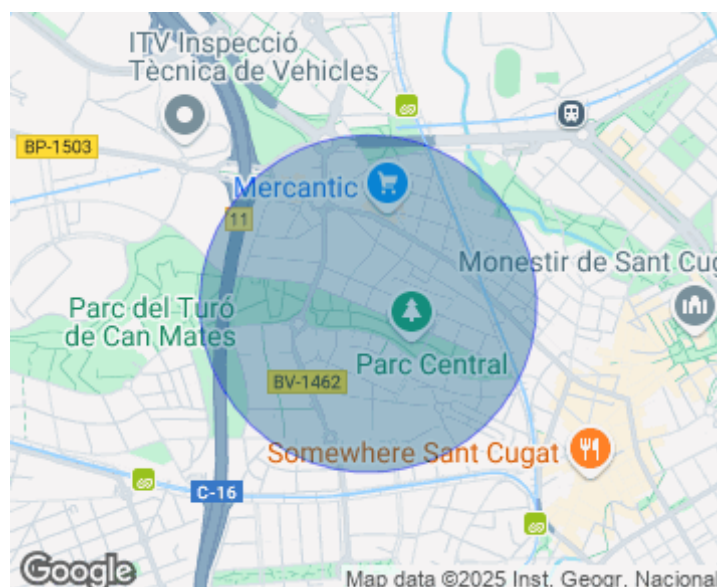 ITV Inspecció
Tècnica de Vehicles
BP-1503
Mercantic
11
Monestir de Sant Cug
Parc del Turó
de Can Mates
Parc Central
BV-1462
Somewhere Sant Cugat
C-16
Google
Map data ©2025 Inst. Geogr. Nacional